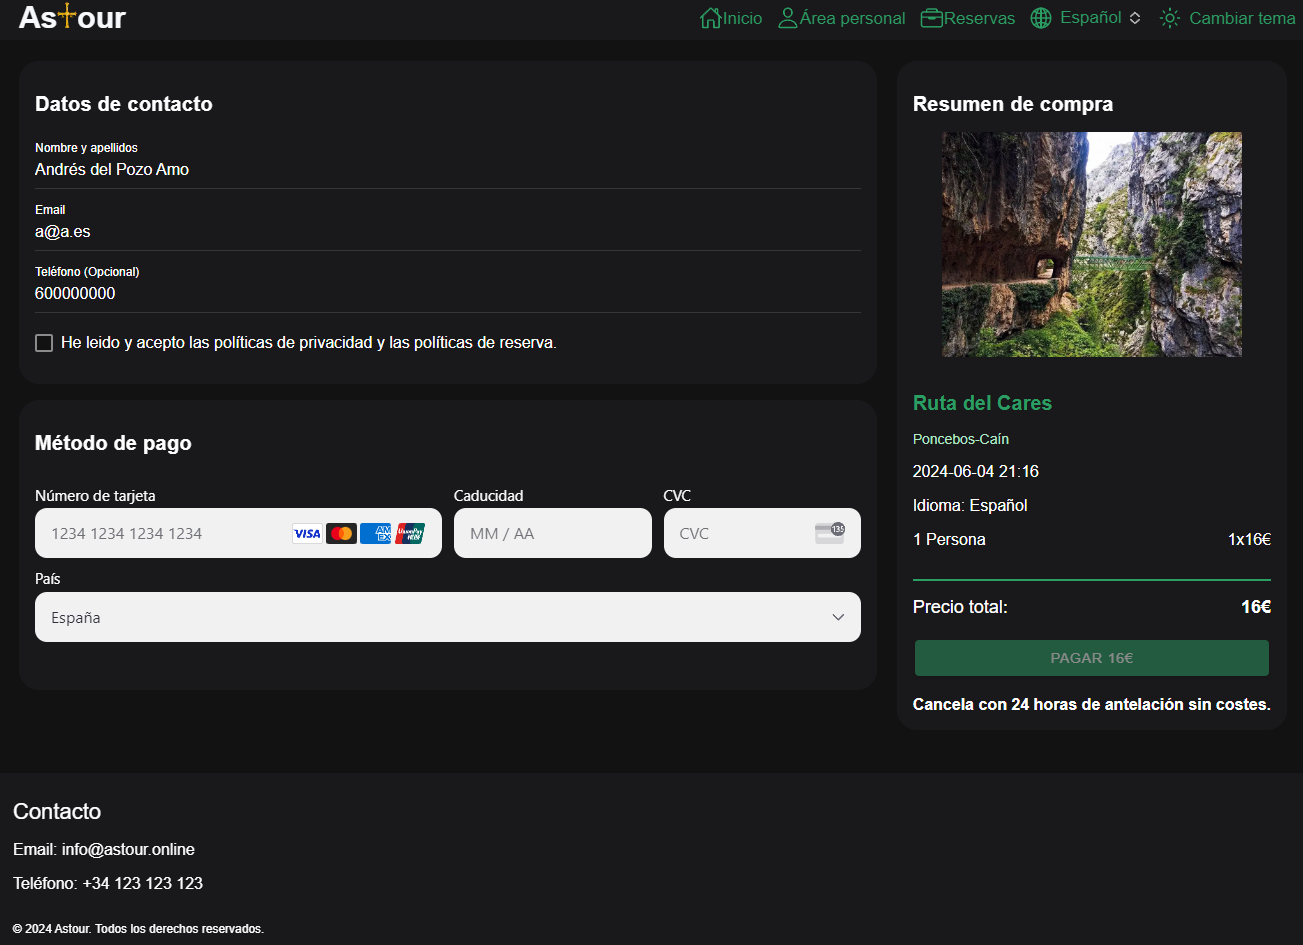 Astour
Inicio
Área personal
Reservas
Español
Cambiar tema
Datos de contacto
Nombre y apellidos
Andrés del Pozo Amo
Email
a@a.es
Teléfono (Opcional)
600000000
He leido y acepto las políticas de privacidad y las políticas de reserva.
Método de pago
Número de tarjeta
1234 1234 1234 1234
VISA
AMEX
UnionPay
Caducidad
MM / AA
CVC
CVC
135
País
España
Resumen de compra
Ruta del Cares
Poncebos-Caín
2024-06-04 21:16
Idioma: Español
1 Persona 1x16€
Precio total: 16€
PAGAR 16€
Cancela con 24 horas de antelación sin costes.
Contacto
Email: info@astour.online
Teléfono: +34 123 123 123
© 2024 Astour. Todos los derechos reservados.